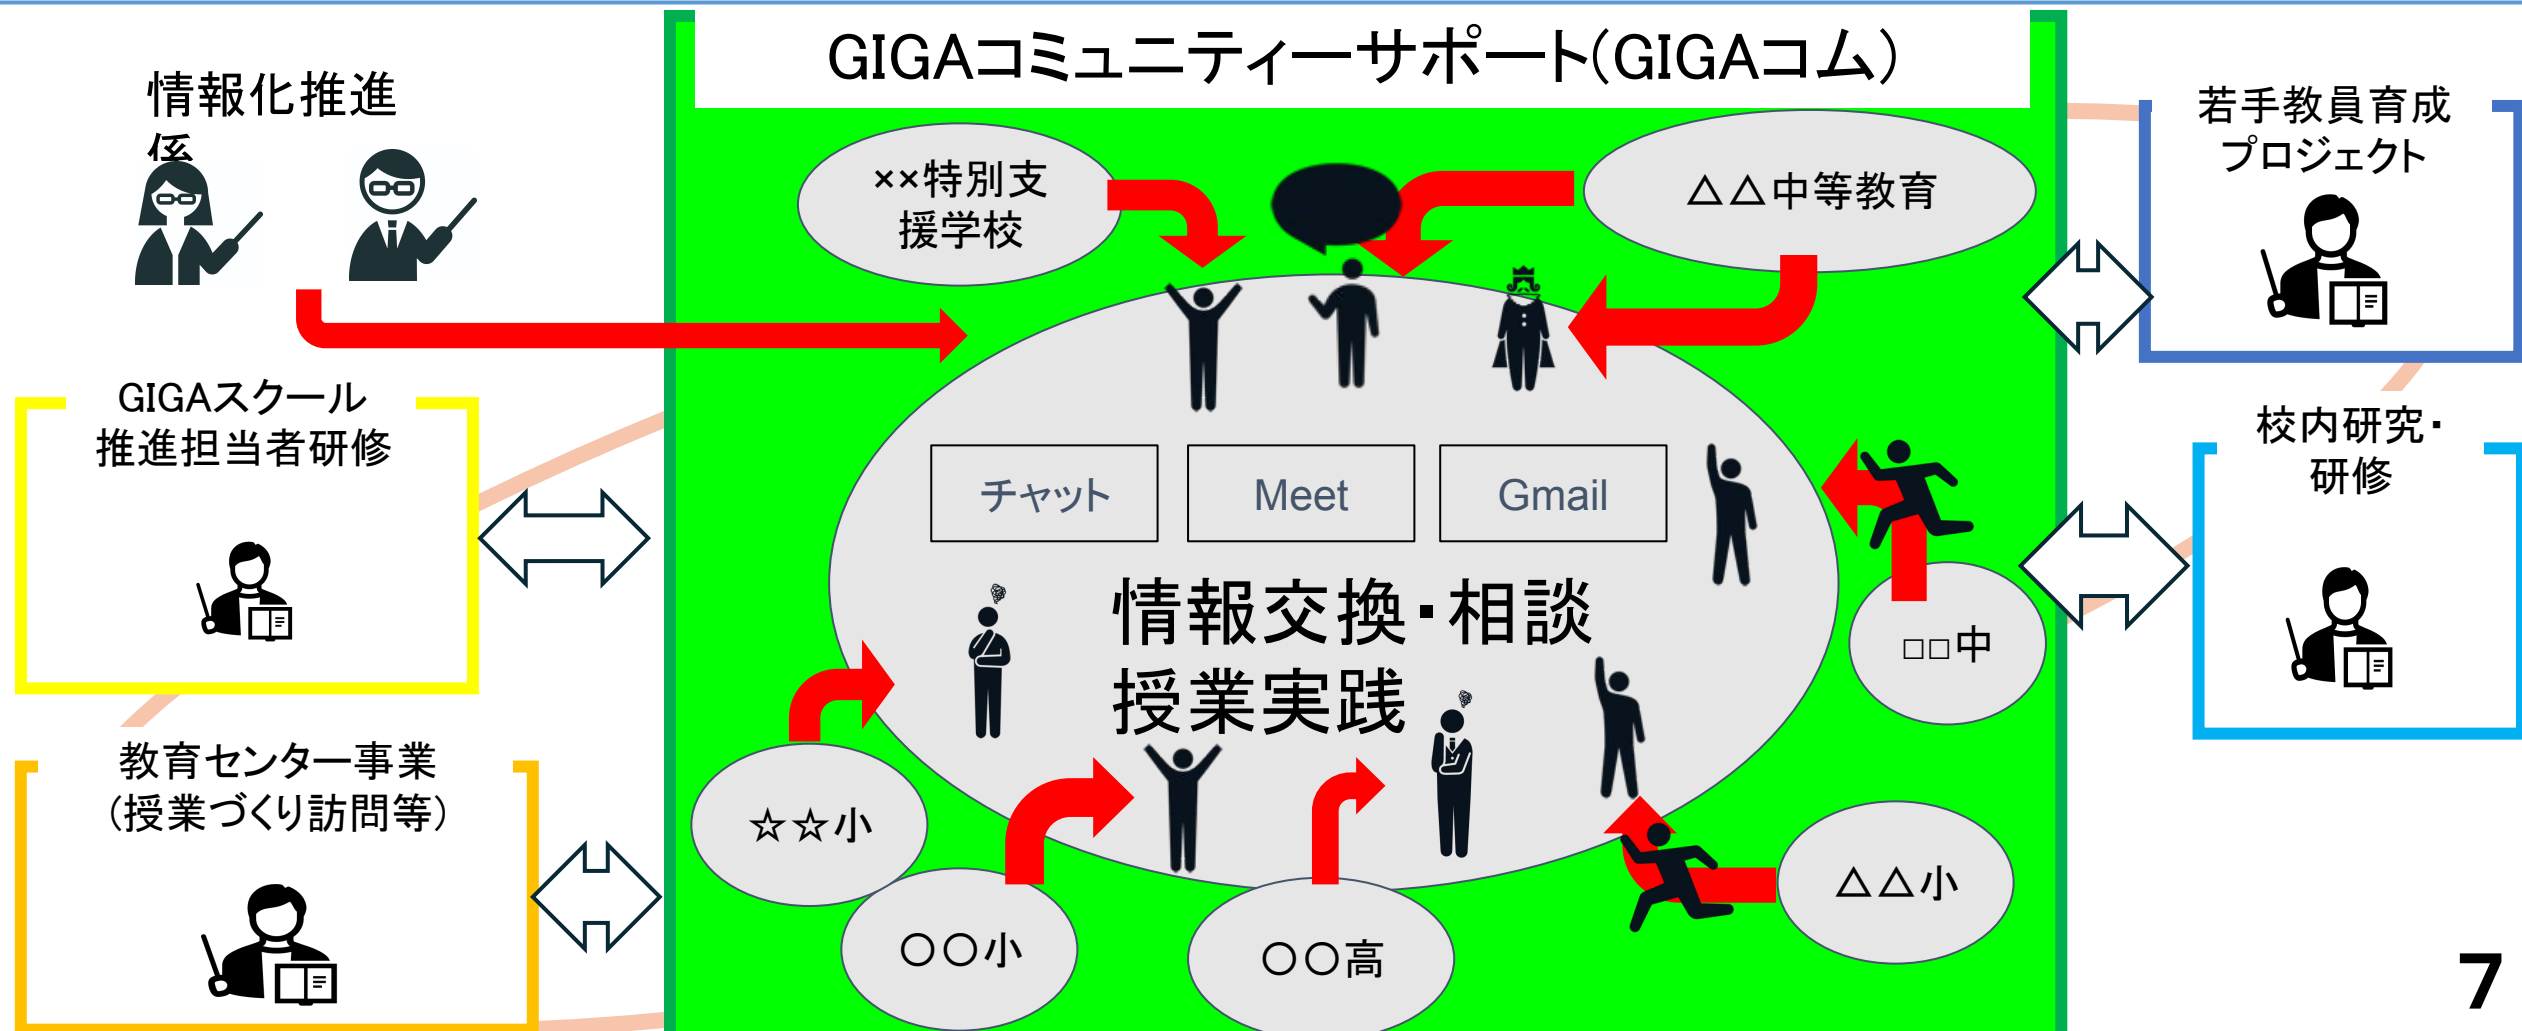 GIGAコミュニティーサポート(GIGAコム)
情報化推進
係
××特別支
援学校
△△中等教育
若手教員育成
プロジェクト
GIGAスクール
推進担当者研修
チャット
Meet
Gmail
校内研究・
研修
情報交換・相談
授業実践
□□中
教育センター事業
(授業づくり訪問等)
☆☆小
〇〇小
〇〇高
△△小
7